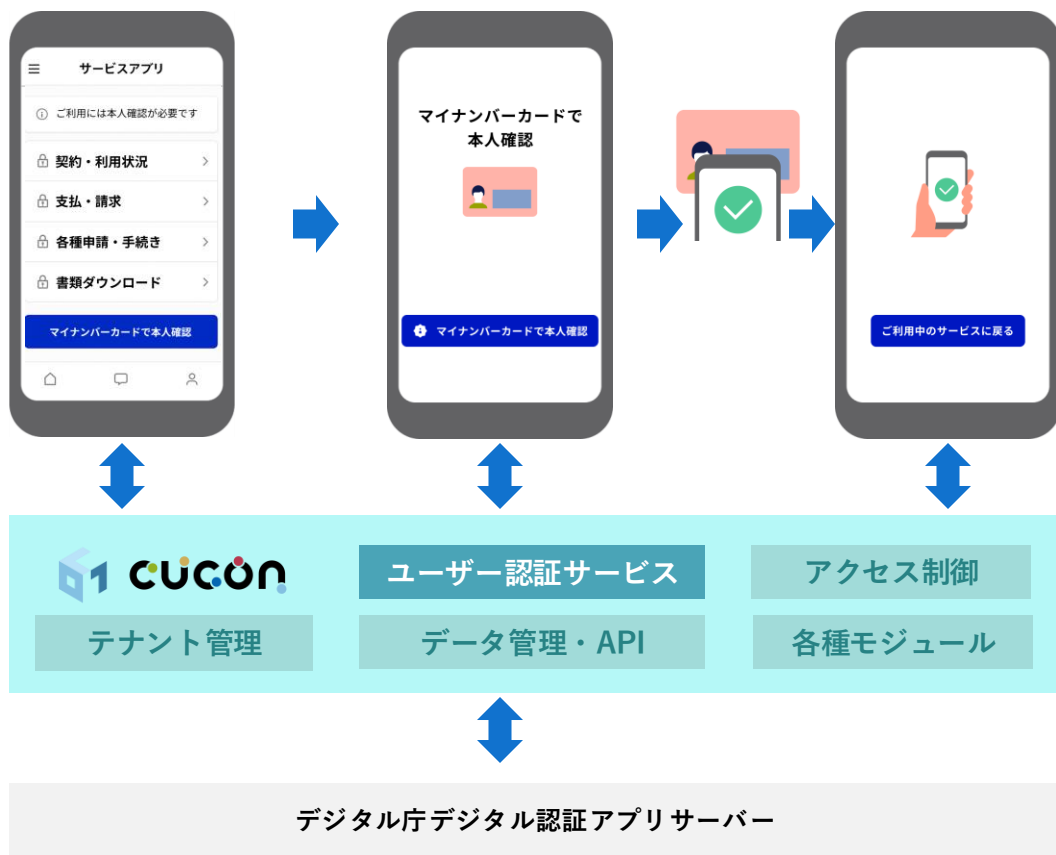 サービスアプリ
ご利用には本人確認が必要です
契約・利用状況
支払・請求
各種申請・手続き
書類ダウンロード
マイナンバーカードで本人確認
マイナンバーカードで
本人確認
マイナンバーカードで本人確認
ご利用中のサービスに戻る
cucon
ユーザー認証サービス
アクセス制御
テナント管理
データ管理・API
各種モジュール
デジタル庁デジタル認証アプリサーバー